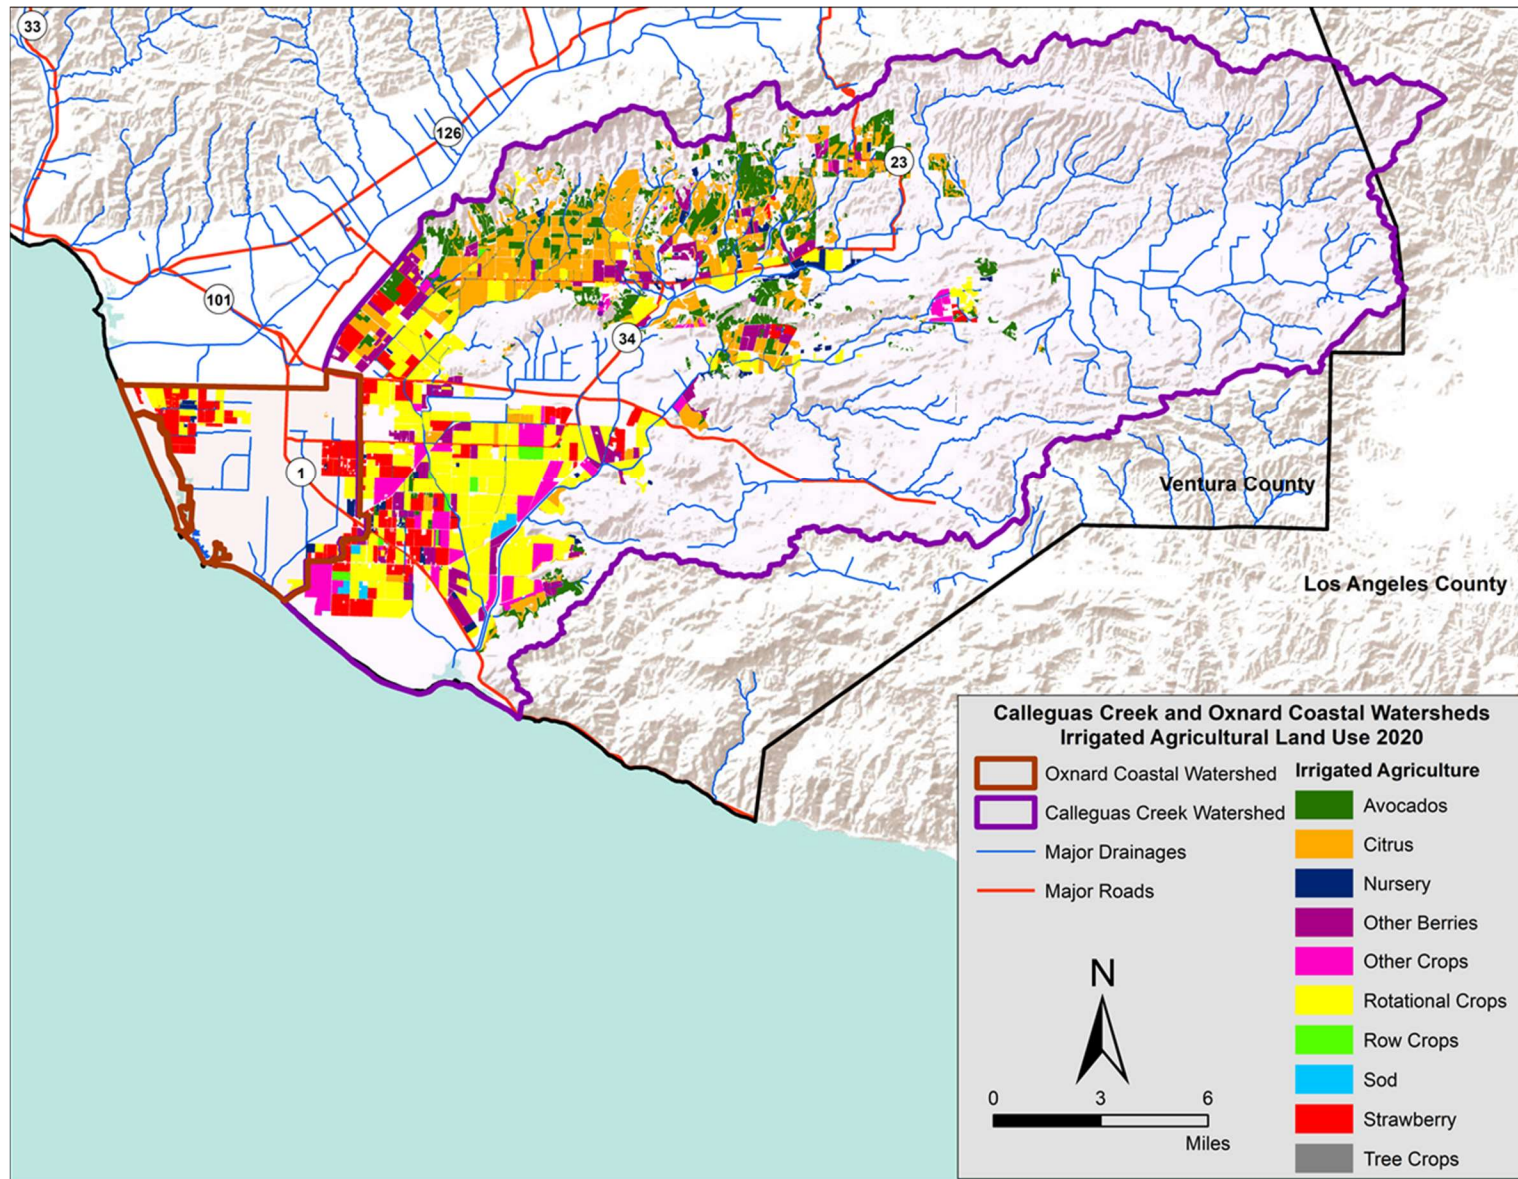 33
126
23
101
34
1
Ventura County
Los Angeles County
Calleguas Creek and Oxnard Coastal Watersheds
Irrigated Agricultural Land Use 2020
Oxnard Coastal Watershed
Calleguas Creek Watershed
Major Drainages
Major Roads
N
0 3 6
Miles
Irrigated Agriculture
Avocados
Citrus
Nursery
Other Berries
Other Crops
Rotational Crops
Row Crops
Sod
Strawberry
Tree Crops